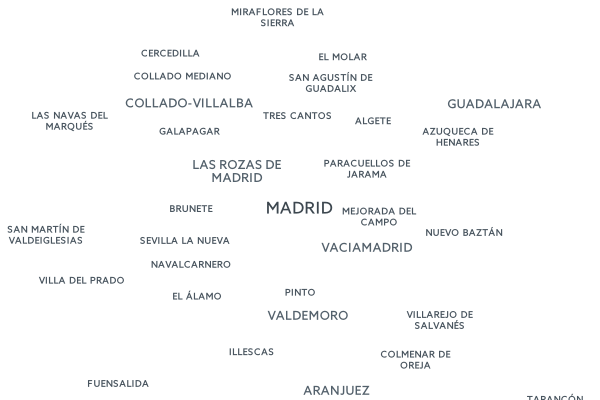 MIRAFLORES DE LA
SIERRA
CERCEDILLA
EL MOLAR
COLLADO MEDIANO
SAN AGUSTÍN DE
GUADALIX
COLLADO-VILLALBA
GUADALAJARA
LAS NAVAS DEL
MARQUÉS
TRES CANTOS
ALGETE
GALAPAGAR
AZUQUECA DE
HENARES
LAS ROZAS DE
MADRID
PARACUELLOS DE
JARAMA
BRUNETE
MADRID
MEJORADA DEL
CAMPO
SAN MARTÍN DE
VALDEIGLESIAS
NUEVO BAZTÁN
SEVILLA LA NUEVA
VACIAMADRID
NAVALCARNERO
VILLA DEL PRADO
EL ÁLAMO
PINTO
VALDEMORO
VILLAREJO DE
SALVANÉS
ILLESCAS
COLMENAR DE
OREJA
FUENSALIDA
ARANJUEZ
TARANCÓN